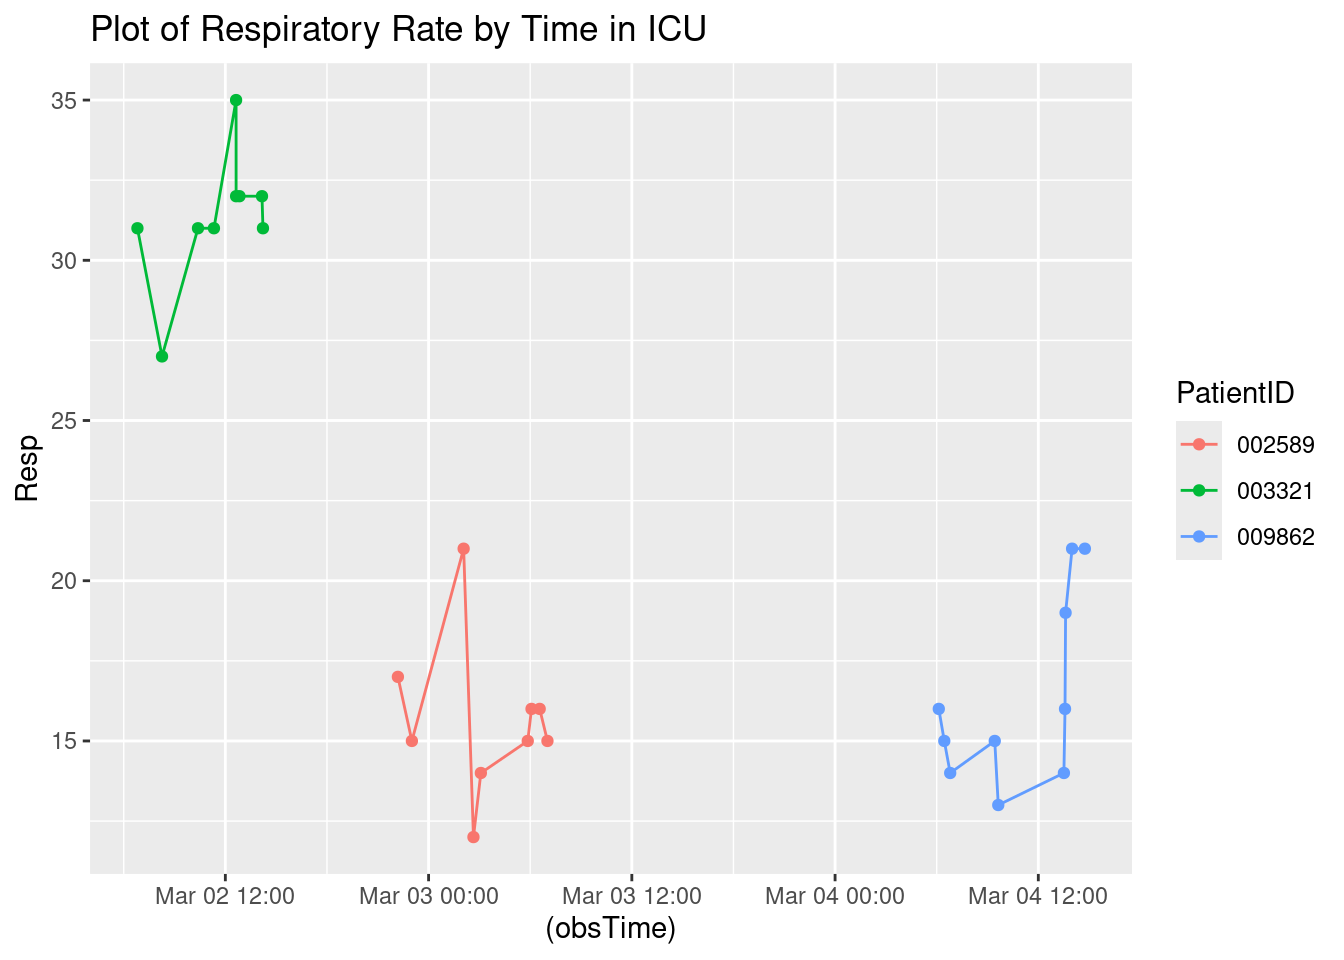 Plot of Respiratory Rate by Time in ICU
35
30
25
20
15
Resp
Mar 02 12:00
Mar 03 00:00
Mar 03 12:00
Mar 04 00:00
Mar 04 12:00
(obsTime)
PatientID
002589
003321
009862